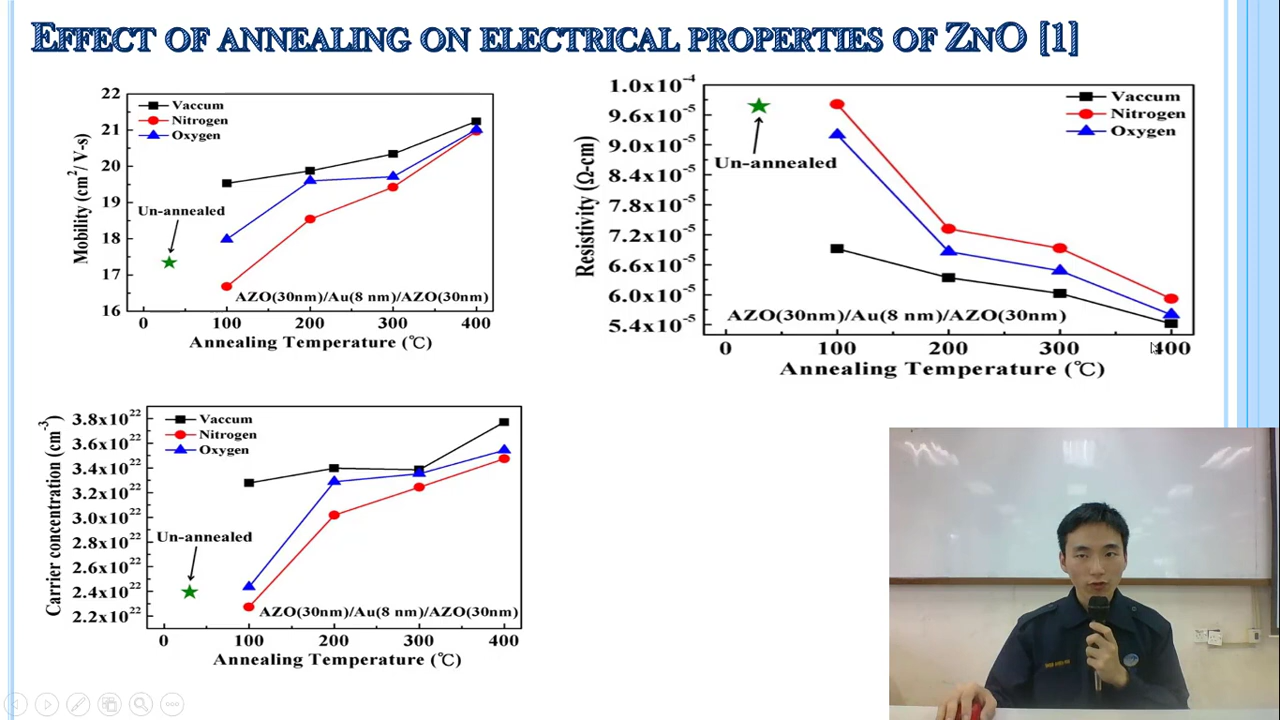 EFFECT OF ANNEALING ON ELECTRICAL PROPERTIES OF ZNO [1]
22
21
20
19
18
17
16
Mobility (cm²/ V-s)
Vaccum
Nitrogen
Oxygen
Un-annealed
AZO(30nm)/Au(8 nm)/AZO(30nm)
0 100 200 300 400
Annealing Temperature (℃)
1.0x10⁻⁴
9.6x10⁻⁵
9.0x10⁻⁵
8.4x10⁻⁵
7.8x10⁻⁵
7.2x10⁻⁵
6.6x10⁻⁵
6.0x10⁻⁵
5.4x10⁻⁵
Resistivity (Ω-cm)
Vaccum
Nitrogen
Oxygen
Un-annealed
AZO(30nm)/Au(8 nm)/AZO(30nm)
0 100 200 300 400
Annealing Temperature (℃)
3.8x10²²
3.6x10²²
3.4x10²²
3.2x10²²
3.0x10²²
2.8x10²²
2.6x10²²
2.4x10²²
2.2x10²²
Carrier concentration (cm⁻³)
Vaccum
Nitrogen
Oxygen
Un-annealed
AZO(30nm)/Au(8 nm)/AZO(30nm)
0 100 200 300 400
Annealing Temperature (℃)